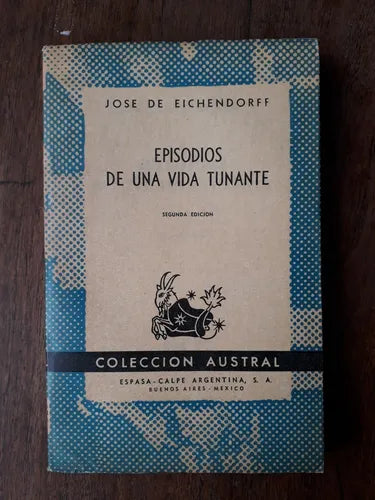 JOSE DE EICHENDORFF
EPISODIOS
DE UNA VIDA TUNANTE
SEGUNDA EDICION
COLECCION AUSTRAL
ESPASA-CALPE ARGENTINA, S. A.
BUENOS AIRES - MEXICO